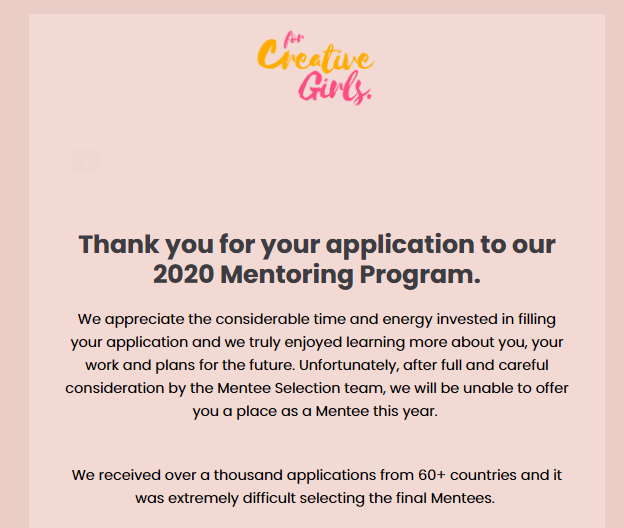 for
Creative
Girls.
Thank you for your application to our
2020 Mentoring Program.
We appreciate the considerable time and energy invested in filling
your application and we truly enjoyed learning more about you, your
work and plans for the future. Unfortunately, after full and careful
consideration by the Mentee Selection team, we will be unable to offer
you a place as a Mentee this year.
We received over a thousand applications from 60+ countries and it
was extremely difficult selecting the final Mentees.